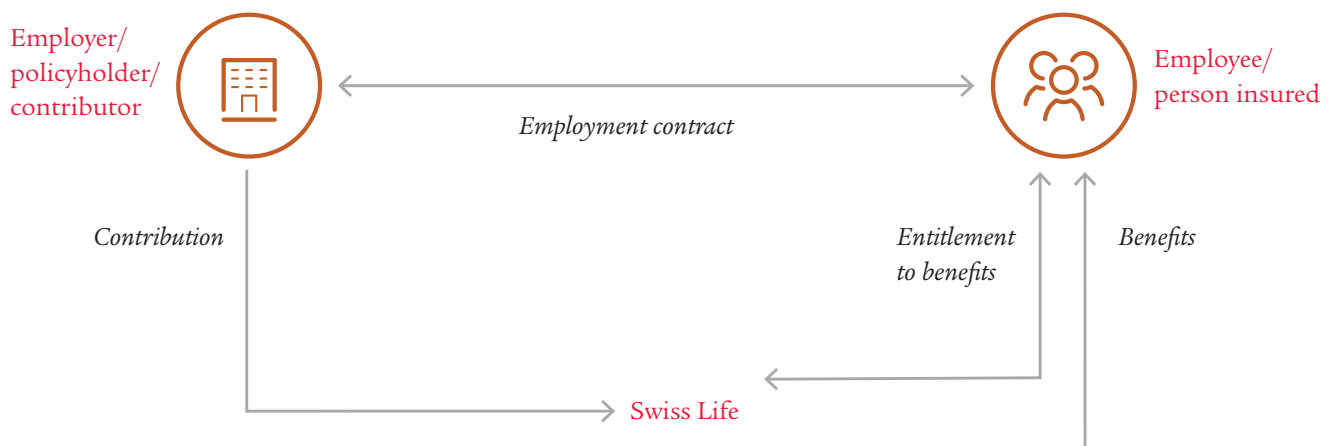 Employer/
policyholder/
contributor
Employee/
person insured
Employment contract
Contribution
Entitlement
to benefits
Benefits
Swiss Life